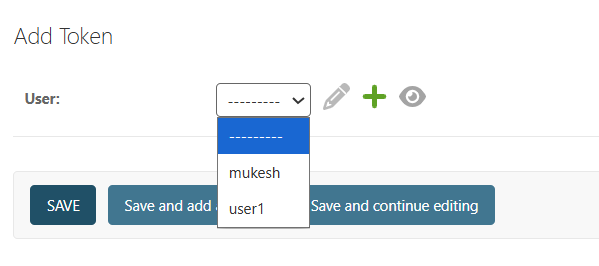 Add Token
User:
---------
---------
mukesh
user1
SAVE
Save and add
Save and continue editing